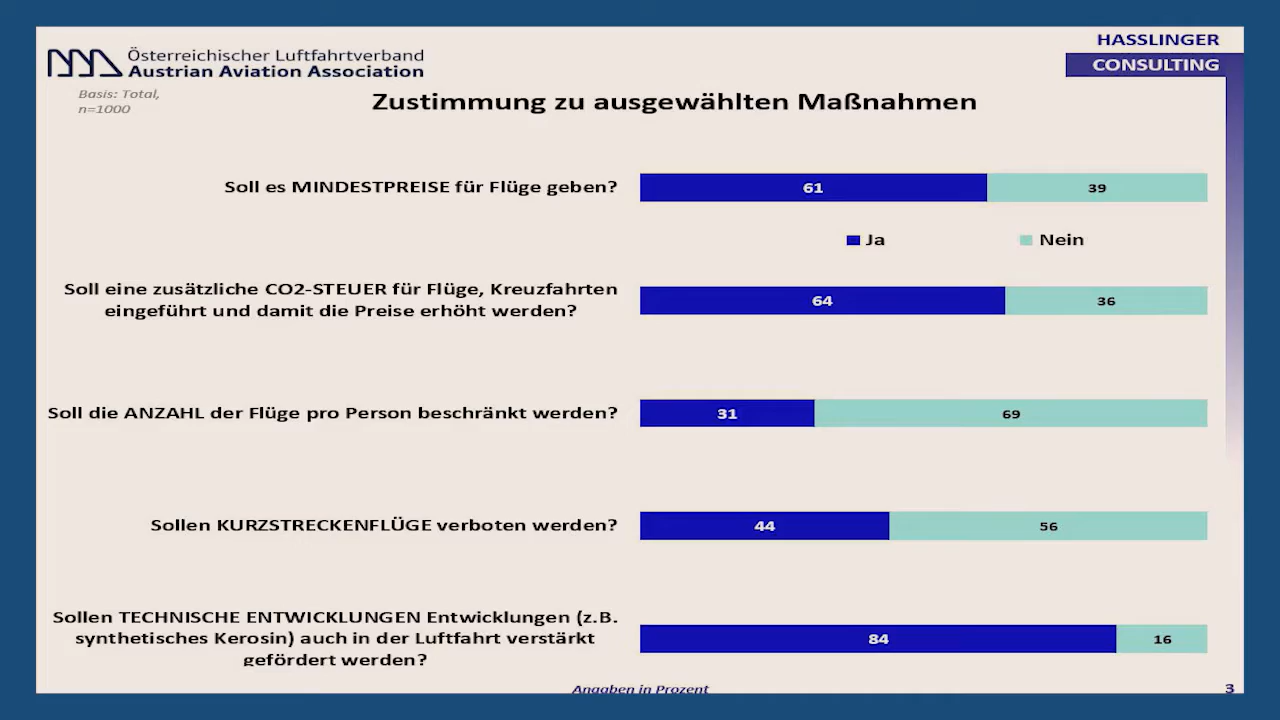 Österreichischer Luftfahrtverband
Austrian Aviation Association
HASSLINGER
CONSULTING
Basis: Total,
n=1000
Zustimmung zu ausgewählten Maßnahmen
Soll es MINDESTPREISE für Flüge geben?
61
39
Ja
Nein
Soll eine zusätzliche CO2-STEUER für Flüge, Kreuzfahrten
eingeführt und damit die Preise erhöht werden?
64
36
Soll die ANZAHL der Flüge pro Person beschränkt werden?
31
69
Sollen KURZSTRECKENFLÜGE verboten werden?
44
56
Sollen TECHNISCHE ENTWICKLUNGEN Entwicklungen (z.B.
synthetisches Kerosin) auch in der Luftfahrt verstärkt
gefördert werden?
84
16
Angaben in Prozent
3